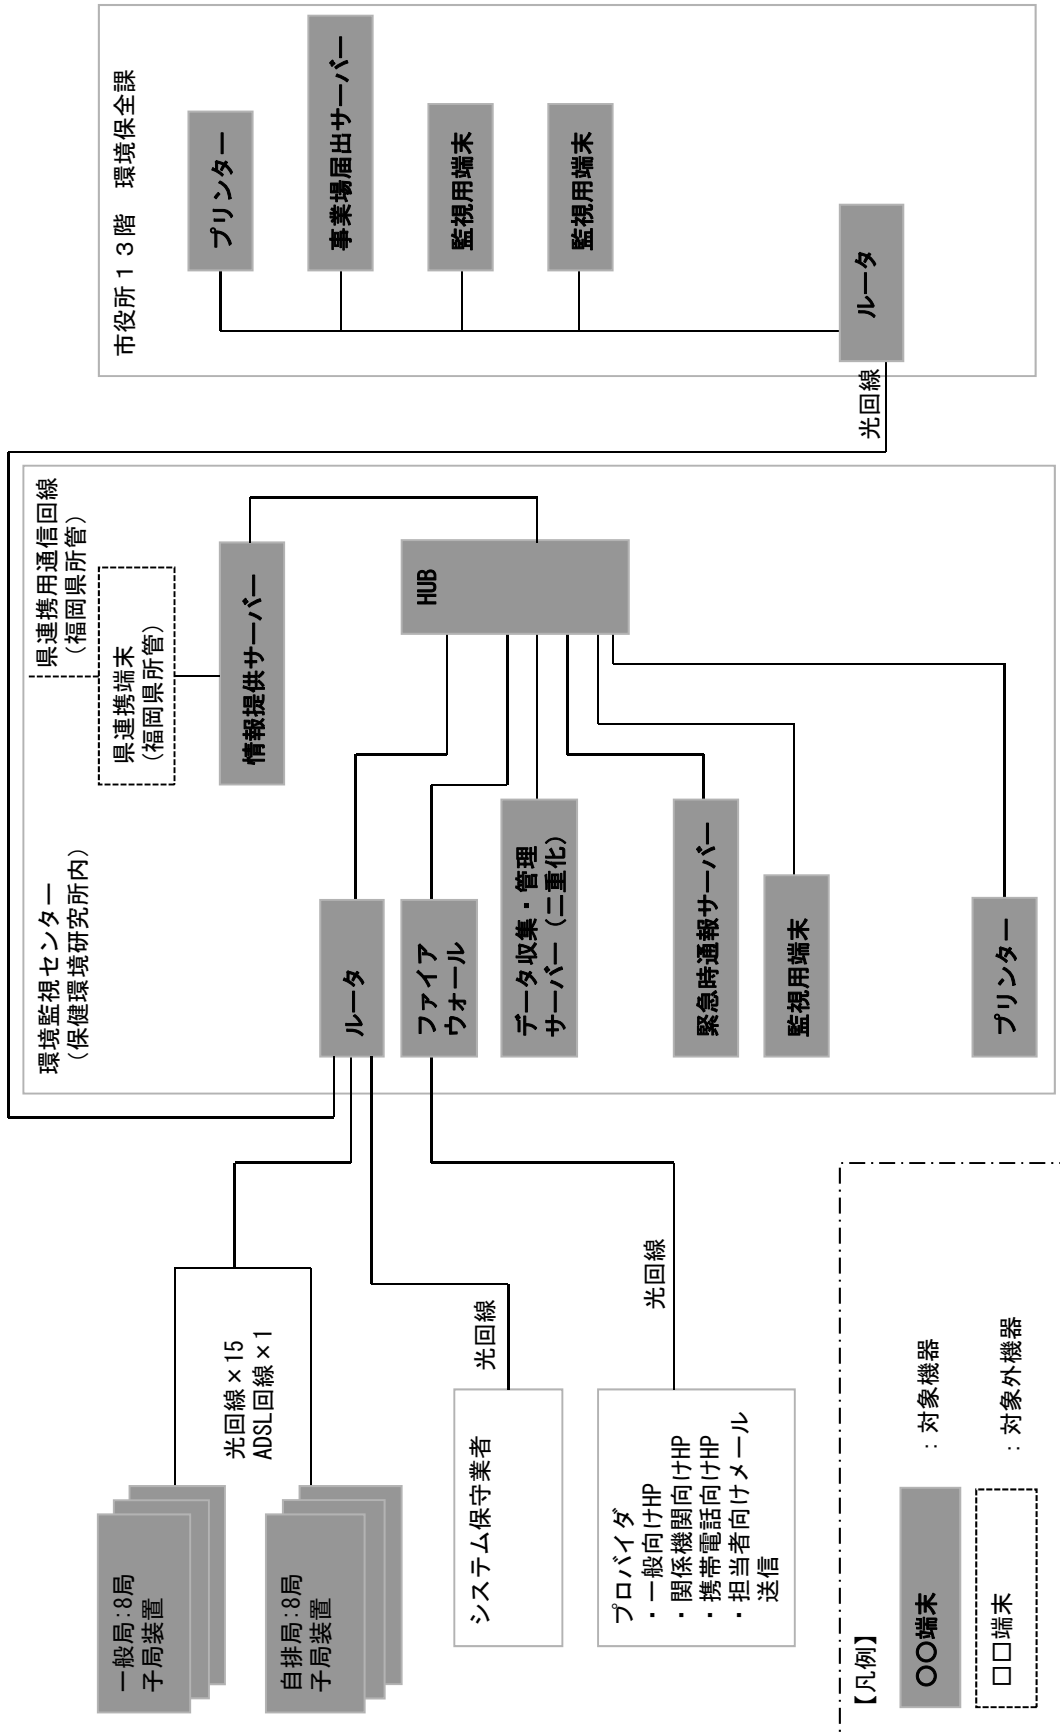 環境監視センター
（保健環境研究所内）
県連携用通信回線
（福岡県所管）
県連携端末
（福岡県所管）
情報提供サーバー
市役所１３階　環境保全課
プリンター
事業場届出サーバー
監視用端末
監視用端末
ルータ
光回線
HUB
ルータ
ファイア
ウォール
データ収集・管理
サーバー（二重化）
緊急時通報サーバー
監視用端末
プリンター
一般局:8局
子局装置
自排局:8局
子局装置
光回線×15
ADSL回線×1
システム保守業者
光回線
プロバイダ
・一般向けHP
・関係機関向けHP
・携帯電話向けHP
・担当者向けメール
送信
光回線
【凡例】
〇〇端末
：対象機器
□□端末
：対象外機器